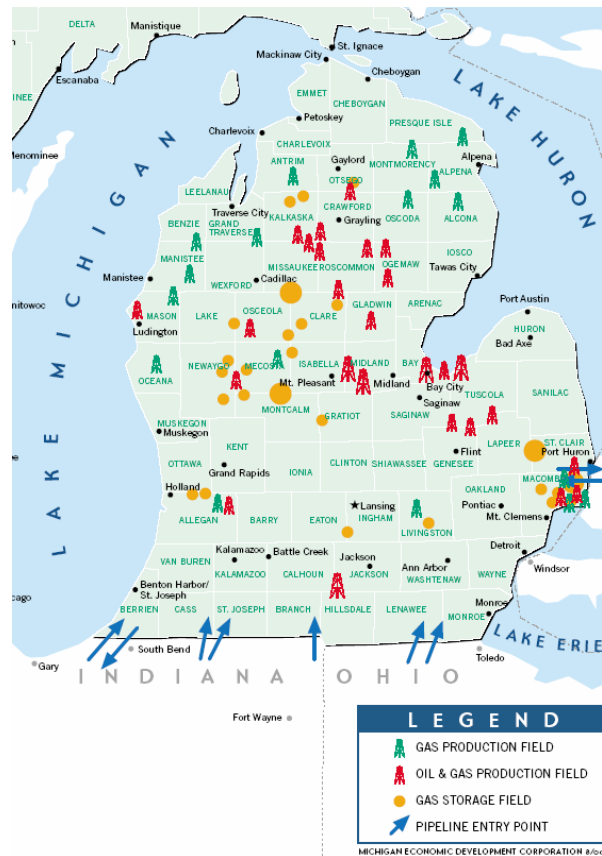 DELTA
Manistique
St. Ignace
Mackinaw City
Escanaba
Cheboygan
EMMET
CHEBOYGAN
INEE
Petoskey
PRESQUE ISLE
Charlevoix
CHARLEVOIX
Menominee
LAKE HURON
LAKE MICHIGAN
ANTRIM
Gaylord
OTSEGO
MONTMORENCY
Alpena
ALPENA
LEELANAU
Traverse City
KALKASKA
CRAWFORD
Grayling
OSCODA
ALCONA
BENZIE
GRAND
TRAVERSE
MANISTEE
Manistee
WEXFORD
Cadillac
MISSAUKEE
ROSCOMMON
OGEMAW
IOSCO
Tawas City
anitowoc
MASON
Ludington
LAKE
OSCEOLA
CLARE
GLADWIN
ARENAC
Port Austin
HURON
Bad Axe
OCEANA
NEWAYGO
MECOSTA
ISABELLA
Mt. Pleasant
MIDLAND
Midland
BAY
Bay City
Saginaw
TUSCOLA
SANILAC
MONTCALM
GRATIOT
SAGINAW
MUSKEGON
Muskegon
KENT
LAPEER
ST. CLAIR
Port Huron
OTTAWA
Grand Rapids
IONIA
CLINTON
SHIAWASSEE
GENESEE
Flint
Holland
OAKLAND
MACOMB
ALLEGAN
BARRY
EATON
Lansing
INGHAM
LIVINGSTON
Pontiac
Mt. Clemens
VAN BUREN
Kalamazoo
KALAMAZOO
Battle Creek
CALHOUN
Jackson
JACKSON
Ann Arbor
WASHTENAW
WAYNE
Detroit
Windsor
Benton Harbor/
St. Joseph
cago
BERRIEN
CASS
ST. JOSEPH
BRANCH
HILLSDALE
LENAWEE
MONROE
Monroe
LAKE ERIE
Gary
South Bend
Toledo
INDIANA
OHIO
Fort Wayne
LEGEND
GAS PRODUCTION FIELD
OIL & GAS PRODUCTION FIELD
GAS STORAGE FIELD
PIPELINE ENTRY POINT
MICHIGAN ECONOMIC DEVELOPMENT CORPORATION